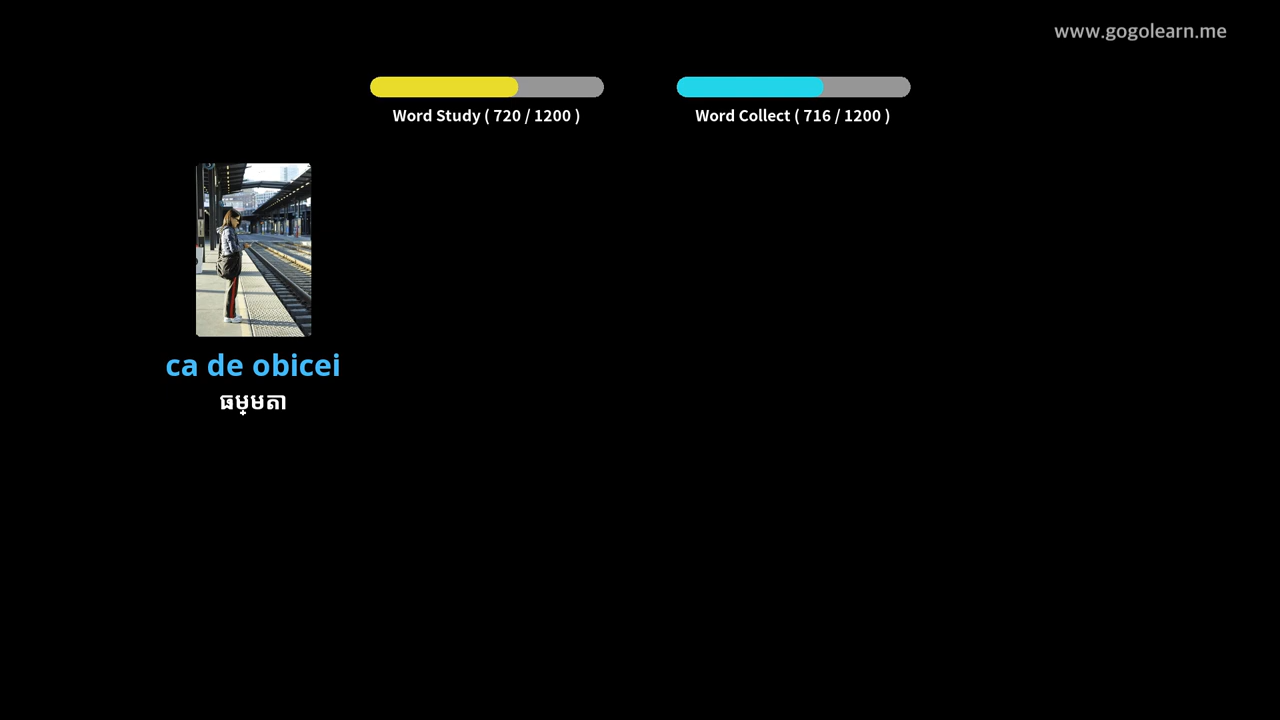 www.gogolearn.me
Word Study ( 720 / 1200 )
Word Collect ( 716 / 1200 )
ca de obicei
ធម្មតា